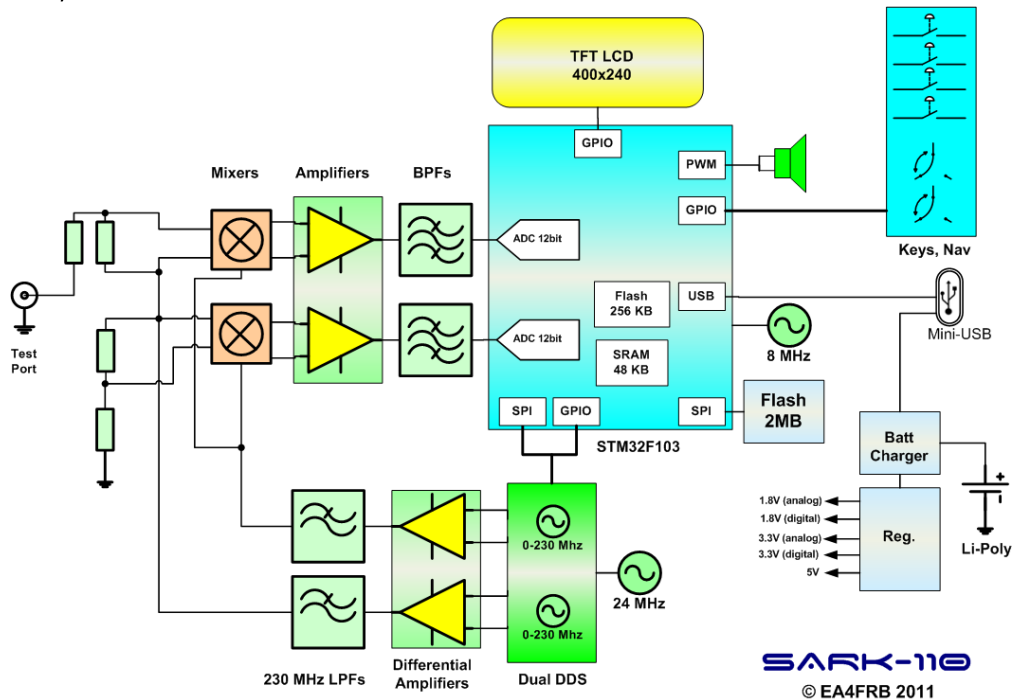 TFT LCD
400x240
GPIO
PWM
GPIO
Keys, Nav
Mixers
Amplifiers
BPFs
ADC 12bit
Flash
256 KB
USB
Mini-USB
8 MHz
Test
Port
ADC 12bit
SRAM
48 KB
SPI
GPIO
SPI
Flash
2MB
STM32F103
Batt
Charger
+
-
Li-Poly
1.8V (analog)
1.8V (digital)
3.3V (analog)
3.3V (digital)
5V
Reg.
0-230 Mhz
24 MHz
0-230 Mhz
230 MHz LPFs
Differential
Amplifiers
Dual DDS
SARK-110
© EA4FRB 2011